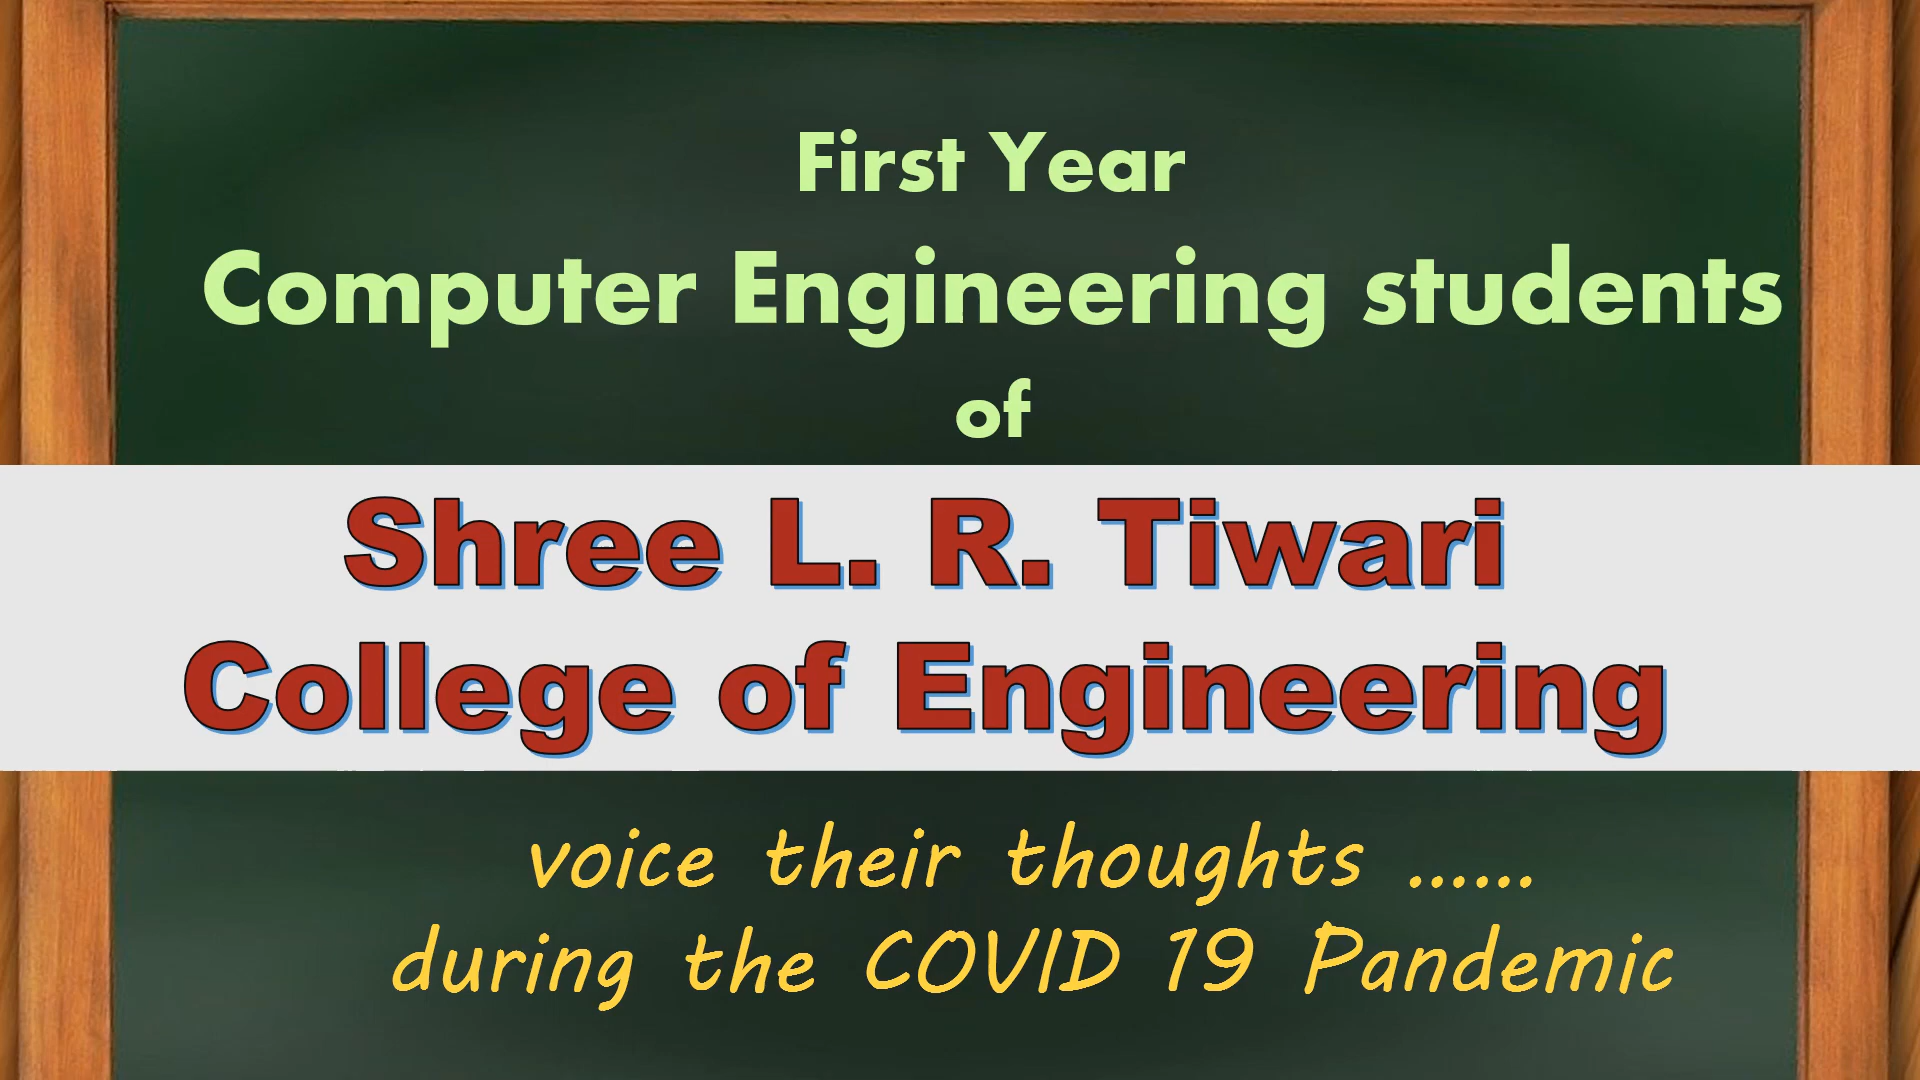 First Year
Computer Engineering students
of
Shree L. R. Tiwari
College of Engineering
voice their thoughts ......
during the COVID 19 Pandemic